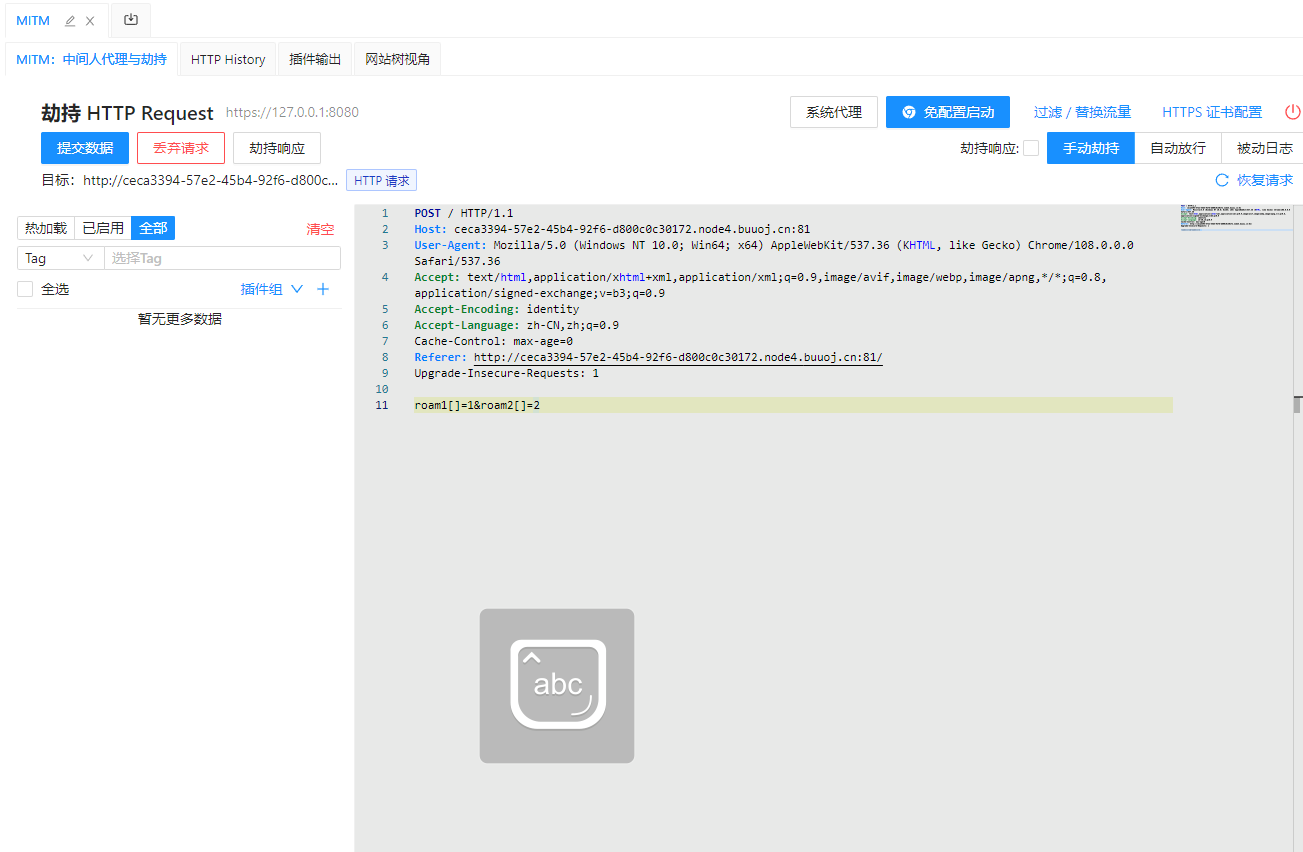 MITM
MITM：中间人代理与劫持 HTTP History 插件输出 网站树视角
劫持 HTTP Request https://127.0.0.1:8080 系统代理 免配置启动 过滤 / 替换流量 HTTPS 证书配置
提交数据 丢弃请求 劫持响应 劫持响应: 手动劫持 自动放行 被动日志
目标：http://ceca3394-57e2-45b4-92f6-d800c... HTTP 请求 恢复请求
热加载 已启用 全部 清空
Tag 选择Tag
全选 插件组
暂无更多数据
1 POST / HTTP/1.1
2 Host: ceca3394-57e2-45b4-92f6-d800c0c30172.node4.buuoj.cn:81
3 User-Agent: Mozilla/5.0 (Windows NT 10.0; Win64; x64) AppleWebKit/537.36 (KHTML, like Gecko) Chrome/108.0.0.0
Safari/537.36
4 Accept: text/html,application/xhtml+xml,application/xml;q=0.9,image/avif,image/webp,image/apng,*/*;q=0.8,
application/signed-exchange;v=b3;q=0.9
5 Accept-Encoding: identity
6 Accept-Language: zh-CN,zh;q=0.9
7 Cache-Control: max-age=0
8 Referer: http://ceca3394-57e2-45b4-92f6-d800c0c30172.node4.buuoj.cn:81/
9 Upgrade-Insecure-Requests: 1
10
11 roam1[]=1&roam2[]=2
abc